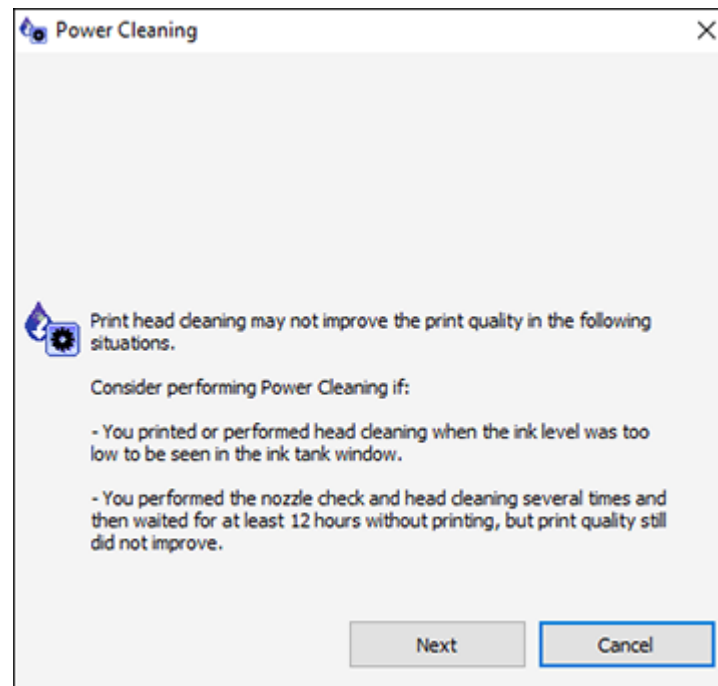 Power Cleaning
Print head cleaning may not improve the print quality in the following
situations.
Consider performing Power Cleaning if:
- You printed or performed head cleaning when the ink level was too
low to be seen in the ink tank window.
- You performed the nozzle check and head cleaning several times and
then waited for at least 12 hours without printing, but print quality still
did not improve.
Next
Cancel